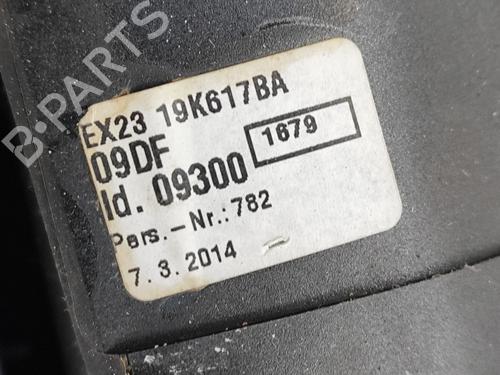 B-PARTS
EX23 19K617BA
09DF
1679
Id. 09300
Pers.-Nr.:782
7.3.2014